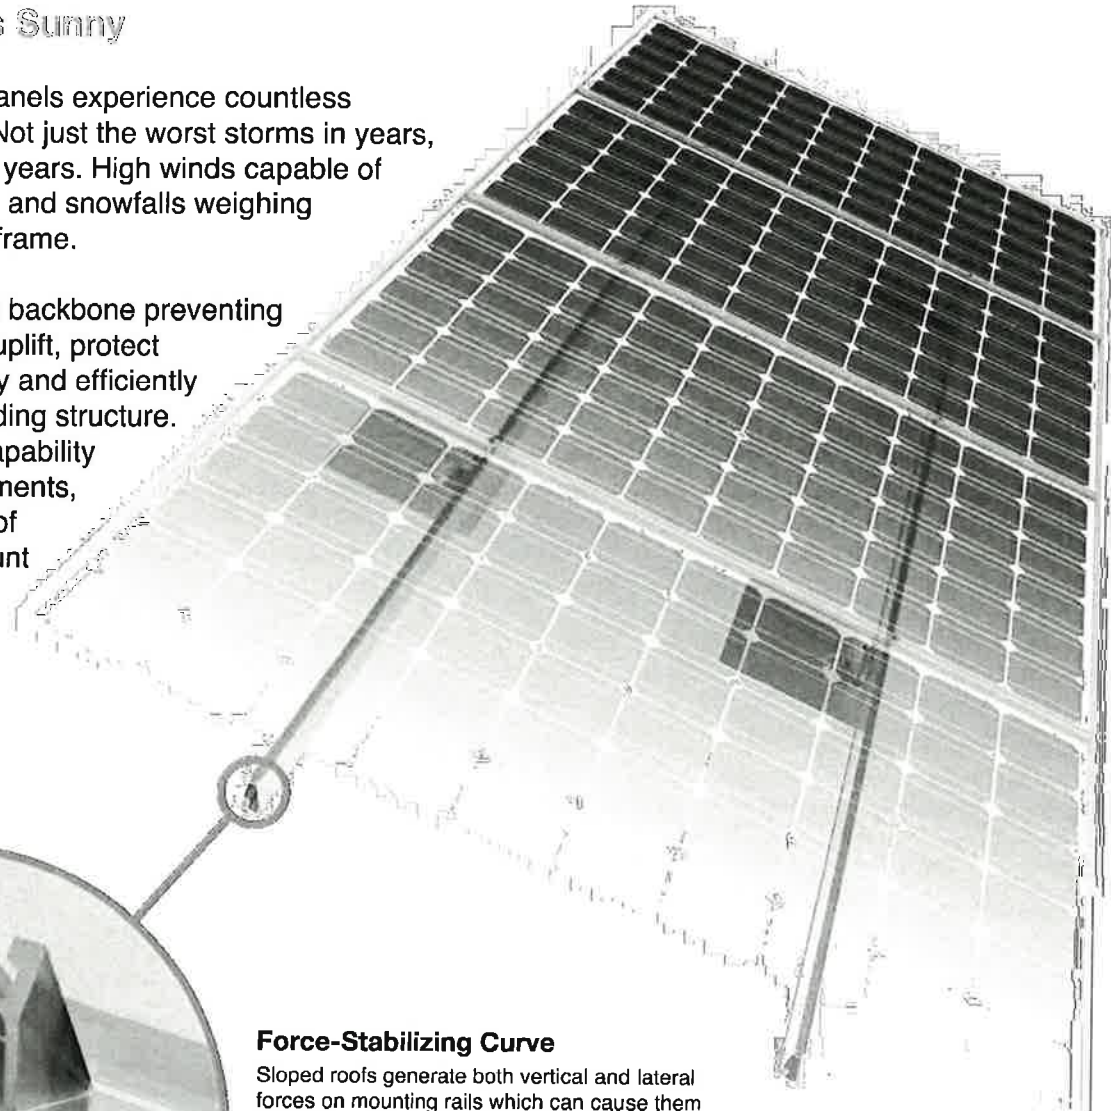 s Sunny
anels experience countless
Not just the worst storms in years,
years. High winds capable of
and snowfalls weighing
frame.
backbone preventing
uplift, protect
y and efficiently
ding structure.
apability
ments,
of
unt
Force-Stabilizing Curve
Sloped roofs generate both vertical and lateral
forces on mounting rails which can cause them